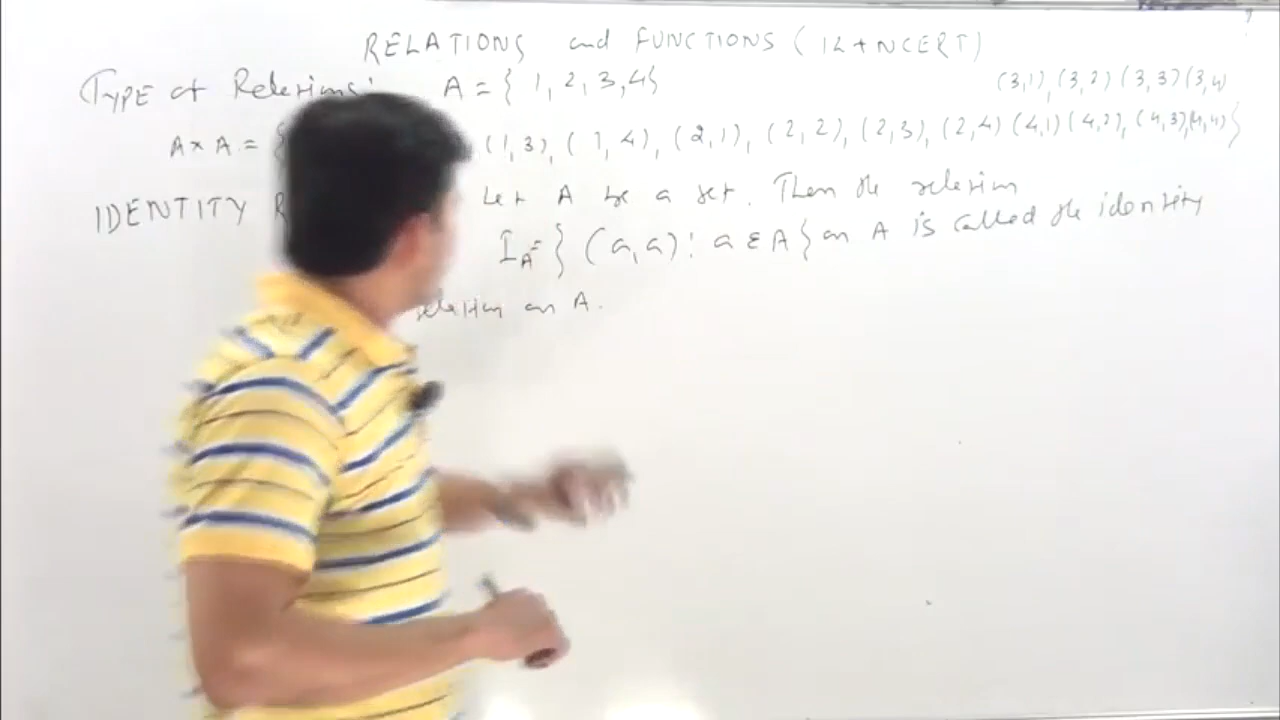 RELATIONS and FUNCTIONS (12th NCERT)
TYPE of Relations: A = { 1, 2, 3, 4}
(3,1), (3,2) (3,3) (3,4)
A × A = { (1,3), (1,4), (2,1), (2,2), (2,3), (2,4) (4,1) (4,2), (4,3), (4,4) }
IDENTITY R Let A be a set. Then the relation
I_A = } (a,a) : a ε A } on A is called the identity
relation on A.